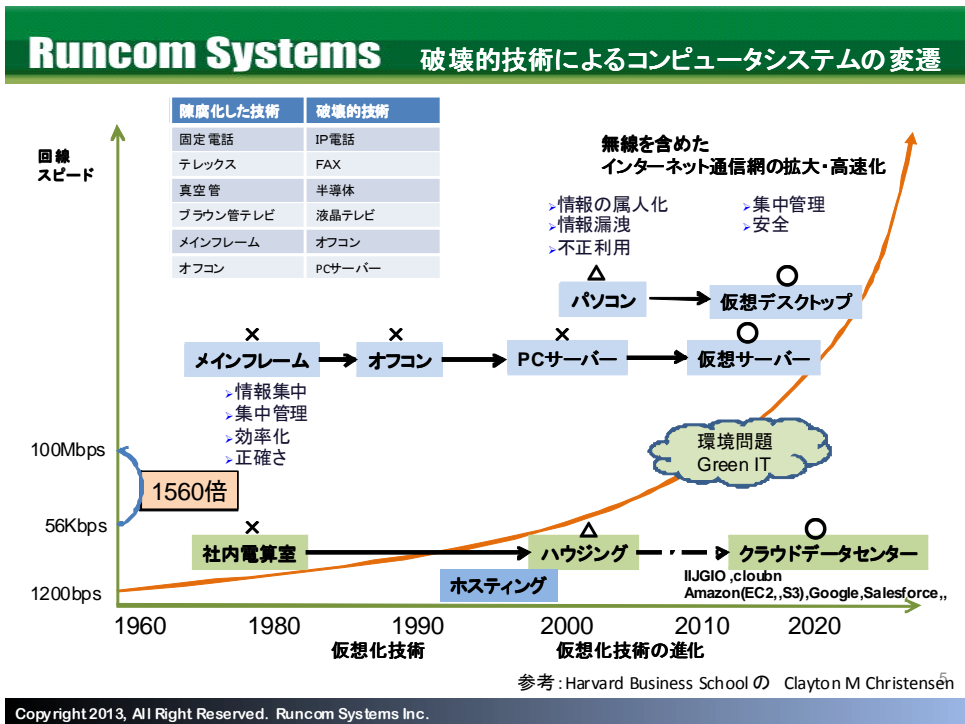 Runcom Systems 破壊的技術によるコンピュータシステムの変遷
陳腐化した技術 破壊的技術
固定電話 IP電話
テレックス FAX
真空管 半導体
ブラウン管テレビ 液晶テレビ
メインフレーム オフコン
オフコン PCサーバー
回線
スピード
無線を含めた
インターネット通信網の拡大・高速化
➢情報の属人化
➢情報漏洩
➢不正利用
➢集中管理
➢安全
△ ○
パソコン 仮想デスクトップ
× × × ○
メインフレーム オフコン PCサーバー 仮想サーバー
➢情報集中
➢集中管理
➢効率化
➢正確さ
環境問題
Green IT
100Mbps
1560倍
56Kbps
× △ ○
社内電算室 ハウジング クラウドデータセンター
ホスティング
IIJGIO ,cloubn
Amazon(EC2,,S3),Google,Salesforce,,
1200bps
1960 1980 1990 2000 2010 2020
仮想化技術 仮想化技術の進化
参考:Harvard Business School の Clayton M Christensen
5
Copyright 2013, All Right Reserved. Runcom Systems Inc.